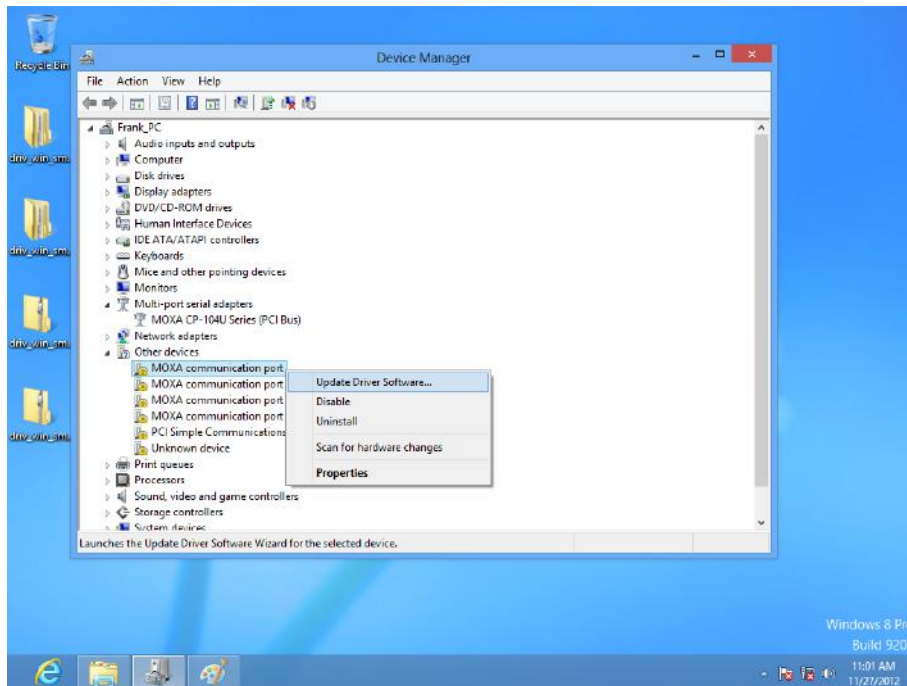 Recycle Bin
Device Manager
File Action View Help
Frank_PC
Audio inputs and outputs
Computer
Disk drives
Display adapters
DVD/CD-ROM drives
Human Interface Devices
IDE ATA/ATAPI controllers
Keyboards
Mice and other pointing devices
Monitors
Multi-port serial adapters
MOXA CP-104U Series (PCI Bus)
Network adapters
Other devices
MOXA communication port
MOXA communication port
MOXA communication port
MOXA communication port
PCI Simple Communications
Unknown device
Print queues
Processors
Sound, video and game controllers
Storage controllers
System devices
Update Driver Software...
Disable
Uninstall
Scan for hardware changes
Properties
Launches the Update Driver Software Wizard for the selected device.
driv_win_sm..
driv_win_sm..
driv_win_sm..
driv_win_sm..
Windows 8 Pr
Build 920
11:01 AM
11/27/2012